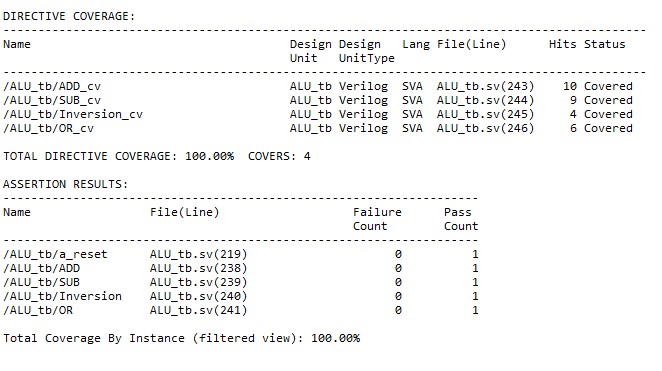 DIRECTIVE COVERAGE:
--------------------------------------------------------------------------------------------
Name                                     Design Design   Lang File(Line)      Hits Status
                                         Unit   UnitType
--------------------------------------------------------------------------------------------
/ALU_tb/ADD_cv                           ALU_tb Verilog  SVA  ALU_tb.sv(243)    10 Covered
/ALU_tb/SUB_cv                           ALU_tb Verilog  SVA  ALU_tb.sv(244)     9 Covered
/ALU_tb/Inversion_cv                     ALU_tb Verilog  SVA  ALU_tb.sv(245)     4 Covered
/ALU_tb/OR_cv                            ALU_tb Verilog  SVA  ALU_tb.sv(246)     6 Covered
TOTAL DIRECTIVE COVERAGE: 100.00%  COVERS: 4
ASSERTION RESULTS:
--------------------------------------------------------------------
Name                 File(Line)                   Failure      Pass
                                                  Count        Count
--------------------------------------------------------------------
/ALU_tb/a_reset      ALU_tb.sv(219)                     0          1
/ALU_tb/ADD          ALU_tb.sv(238)                     0          1
/ALU_tb/SUB          ALU_tb.sv(239)                     0          1
/ALU_tb/Inversion    ALU_tb.sv(240)                     0          1
/ALU_tb/OR           ALU_tb.sv(241)                     0          1
Total Coverage By Instance (filtered view): 100.00%